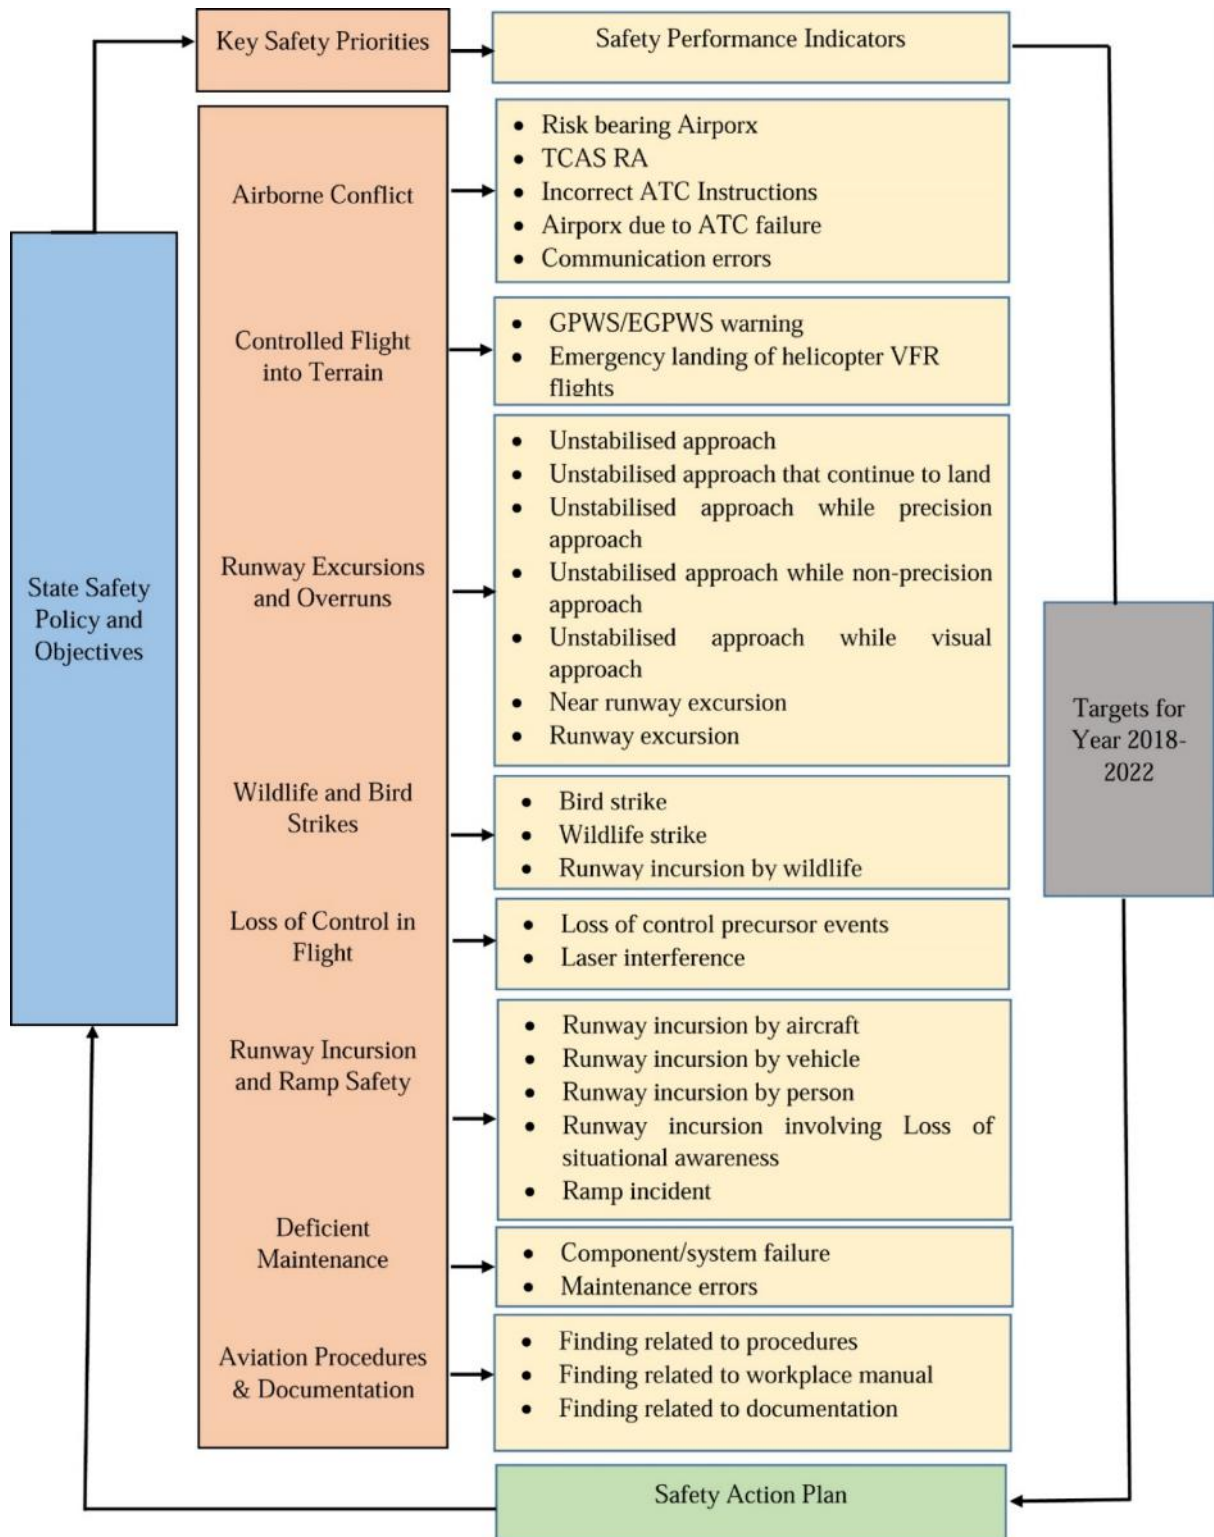 Key Safety Priorities
Safety Performance Indicators
State Safety
Policy and
Objectives
Airborne Conflict
• Risk bearing Airporx
• TCAS RA
• Incorrect ATC Instructions
• Airporx due to ATC failure
• Communication errors
Controlled Flight
into Terrain
• GPWS/EGPWS warning
• Emergency landing of helicopter VFR
flights
Runway Excursions
and Overruns
• Unstabilised approach
• Unstabilised approach that continue to land
• Unstabilised approach while precision
approach
• Unstabilised approach while non-precision
approach
• Unstabilised approach while visual
approach
• Near runway excursion
• Runway excursion
Wildlife and Bird
Strikes
• Bird strike
• Wildlife strike
• Runway incursion by wildlife
Loss of Control in
Flight
• Loss of control precursor events
• Laser interference
Runway Incursion
and Ramp Safety
• Runway incursion by aircraft
• Runway incursion by vehicle
• Runway incursion by person
• Runway incursion involving Loss of
situational awareness
• Ramp incident
Deficient
Maintenance
• Component/system failure
• Maintenance errors
Aviation Procedures
& Documentation
• Finding related to procedures
• Finding related to workplace manual
• Finding related to documentation
Targets for
Year 2018-
2022
Safety Action Plan